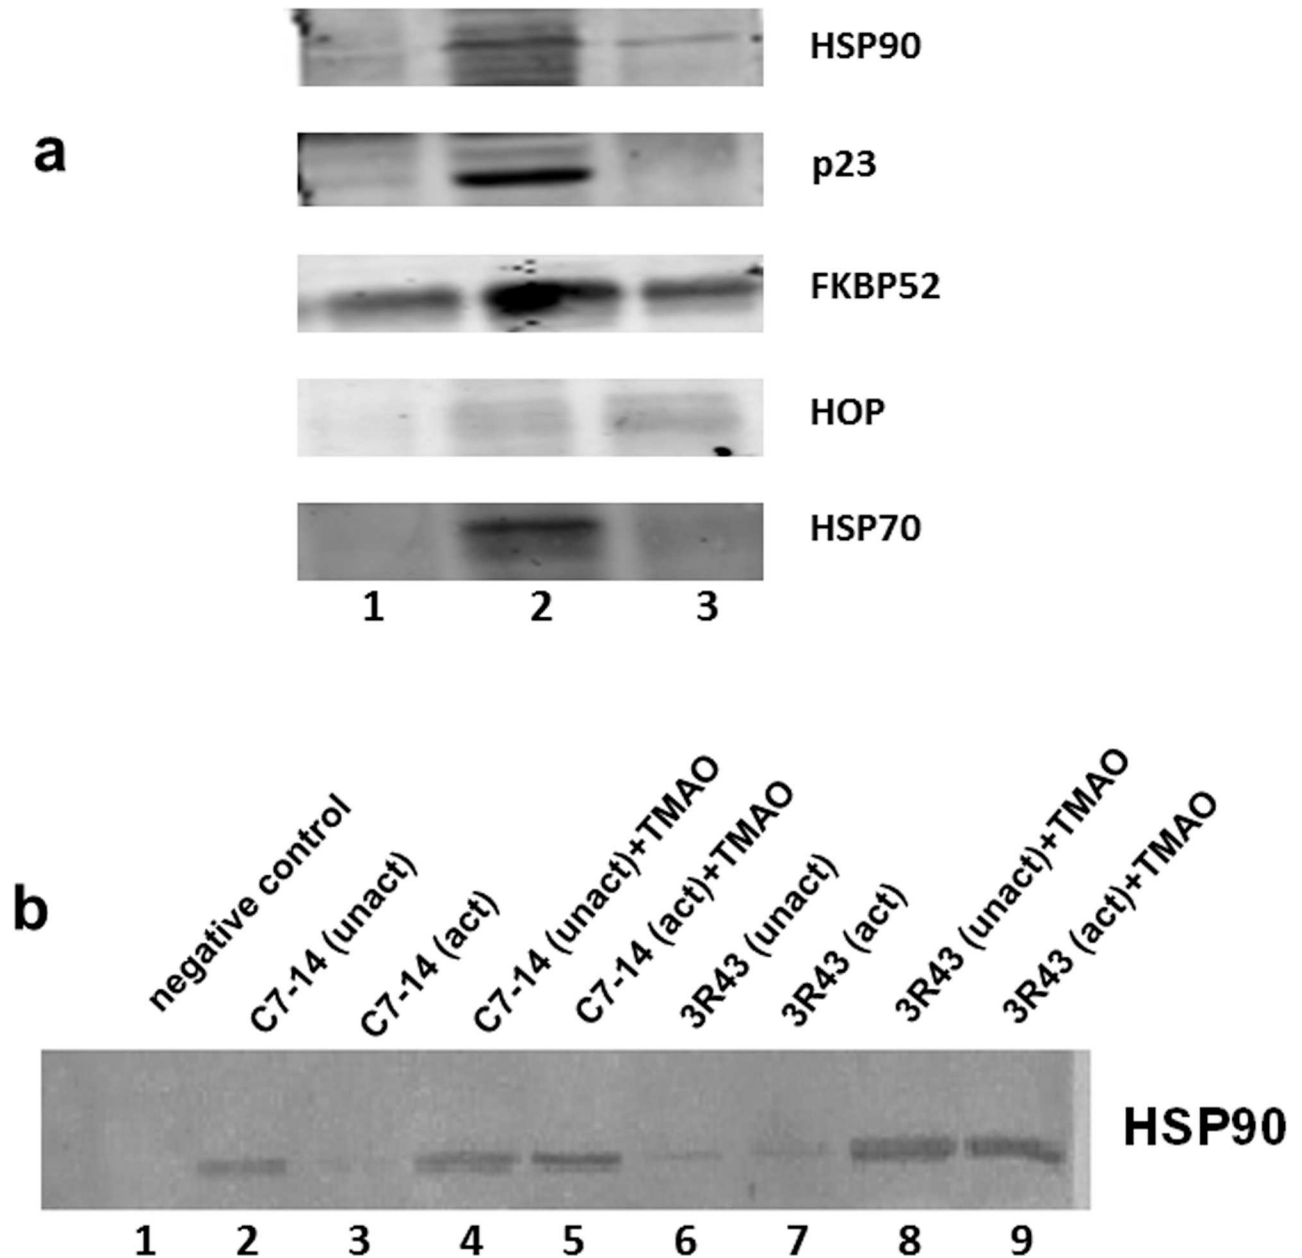 a
HSP90
p23
FKBP52
HOP
HSP70
1 2 3
b
negative control
C7-14 (unact)
C7-14 (act)
C7-14 (unact)+TMAO
C7-14 (act)+TMAO
3R43 (unact)
3R43 (act)
3R43 (unact)+TMAO
3R43 (act)+TMAO
HSP90
1 2 3 4 5 6 7 8 9